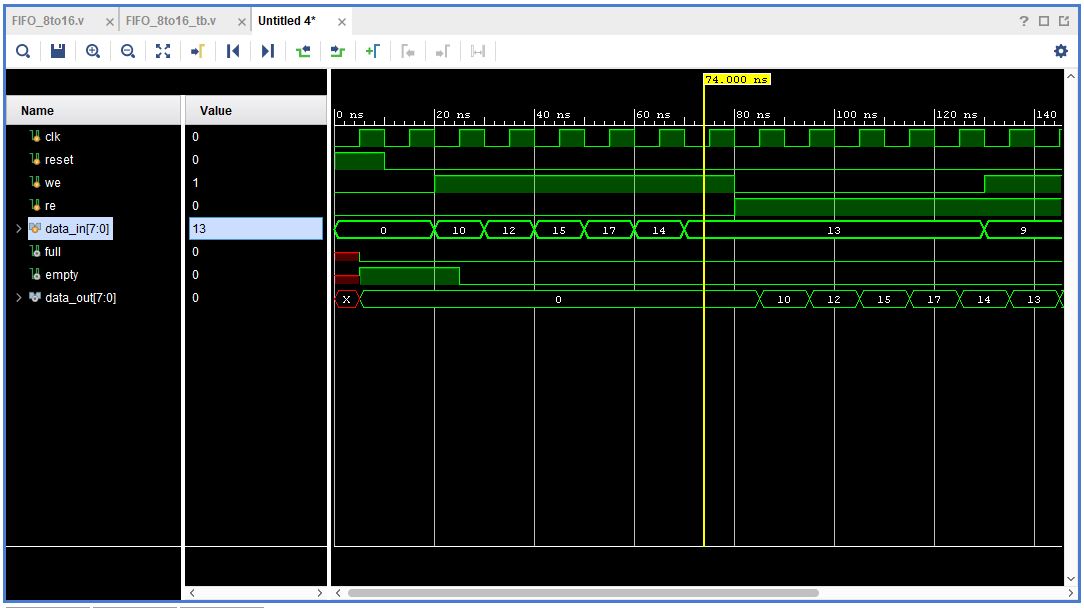 FIFO_8to16.v × FIFO_8to16_tb.v × Untitled 4* ×
?
74.000 ns
Name Value
0 ns 20 ns 40 ns 60 ns 80 ns 100 ns 120 ns 140
clk 0
reset 0
we 1
re 0
data_in[7:0] 13 0 10 12 15 17 14 13 9
full 0
empty 0
data_out[7:0] 0 X 0 10 12 15 17 14 13